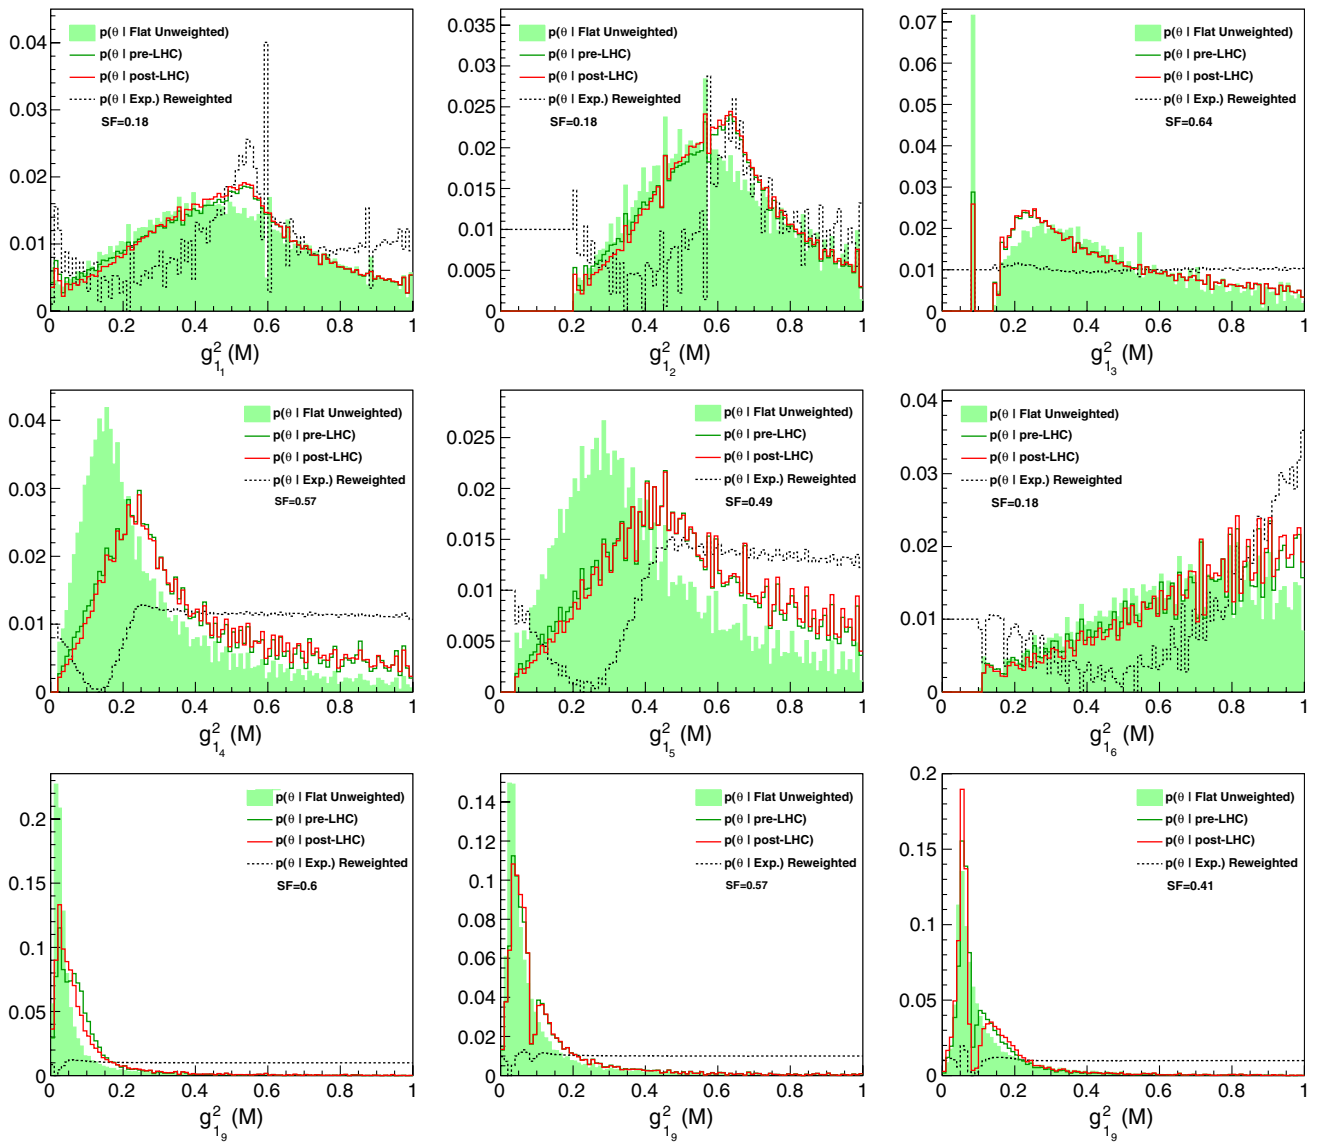 p(θ | Flat Unweighted)
p(θ | pre-LHC)
p(θ | post-LHC)
p(θ | Exp.) Reweighted
SF=0.18
0.04
0.03
0.02
0.01
0
0 0.2 0.4 0.6 0.8 1
g²₁₁ (M)
p(θ | Flat Unweighted)
p(θ | pre-LHC)
p(θ | post-LHC)
p(θ | Exp.) Reweighted
SF=0.18
0.035
0.03
0.025
0.02
0.015
0.01
0.005
0
0 0.2 0.4 0.6 0.8 1
g²₁₂ (M)
p(θ | Flat Unweighted)
p(θ | pre-LHC)
p(θ | post-LHC)
p(θ | Exp.) Reweighted
SF=0.64
0.07
0.06
0.05
0.04
0.03
0.02
0.01
0
0 0.2 0.4 0.6 0.8 1
g²₁₃ (M)
p(θ | Flat Unweighted)
p(θ | pre-LHC)
p(θ | post-LHC)
p(θ | Exp.) Reweighted
SF=0.57
0.04
0.03
0.02
0.01
0
0 0.2 0.4 0.6 0.8 1
g²₁₄ (M)
p(θ | Flat Unweighted)
p(θ | pre-LHC)
p(θ | post-LHC)
p(θ | Exp.) Reweighted
SF=0.49
0.025
0.02
0.015
0.01
0.005
0
0 0.2 0.4 0.6 0.8 1
g²₁₅ (M)
p(θ | Flat Unweighted)
p(θ | pre-LHC)
p(θ | post-LHC)
p(θ | Exp.) Reweighted
SF=0.18
0.04
0.03
0.02
0.01
0
0 0.2 0.4 0.6 0.8 1
g²₁₆ (M)
p(θ | Flat Unweighted)
p(θ | pre-LHC)
p(θ | post-LHC)
p(θ | Exp.) Reweighted
SF=0.6
0.2
0.15
0.1
0.05
0
0 0.2 0.4 0.6 0.8 1
g²₁₉ (M)
p(θ | Flat Unweighted)
p(θ | pre-LHC)
p(θ | post-LHC)
p(θ | Exp.) Reweighted
SF=0.57
0.14
0.12
0.1
0.08
0.06
0.04
0.02
0
0 0.2 0.4 0.6 0.8 1
g²₁₉ (M)
p(θ | Flat Unweighted)
p(θ | pre-LHC)
p(θ | post-LHC)
p(θ | Exp.) Reweighted
SF=0.41
0.2
0.15
0.1
0.05
0
0 0.2 0.4 0.6 0.8 1
g²₁₉ (M)